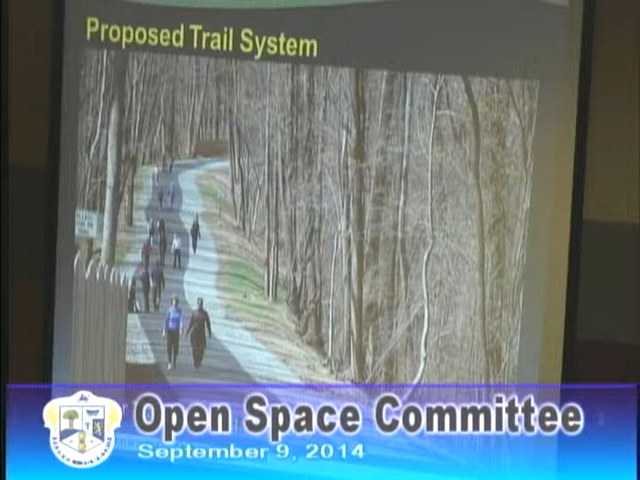 Proposed Trail System
Open Space Committee
September 9, 2014